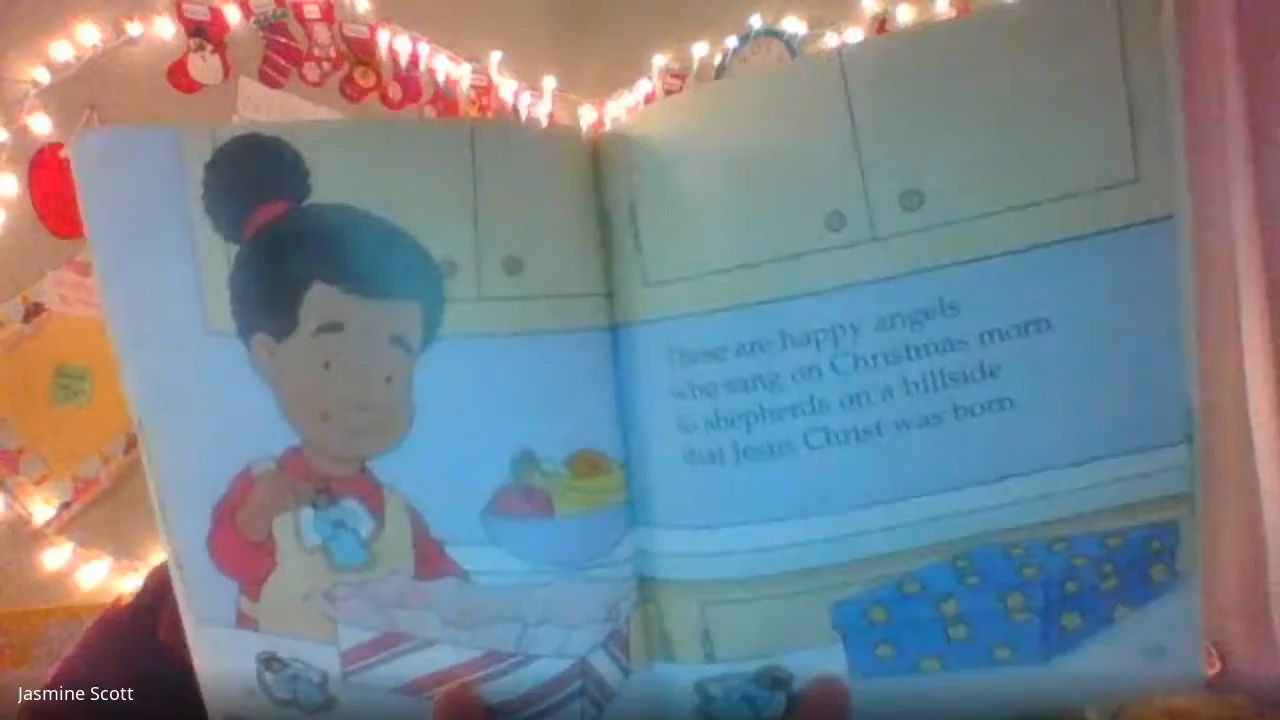 These are happy angels
who sang on Christmas morn
to shepherds on a hillside
that Jesus Christ was born
Jasmine Scott